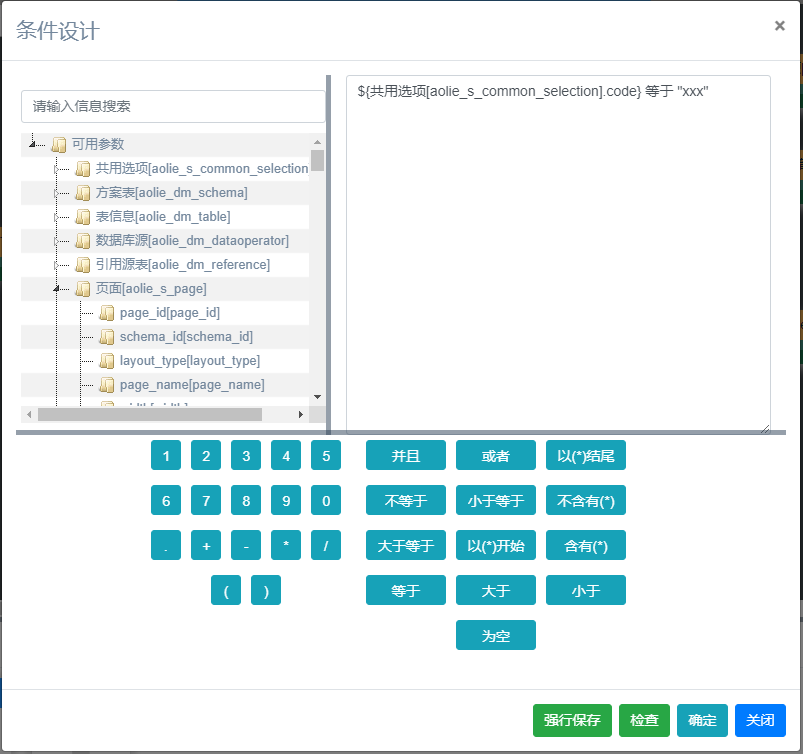 条件设计
×
请输入信息搜索
可用参数
共用选项[aolie_s_common_selection
方案表[aolie_dm_schema]
表信息[aolie_dm_table]
数据库源[aolie_dm_dataoperator]
引用源表[aolie_dm_reference]
页面[aolie_s_page]
page_id[page_id]
schema_id[schema_id]
layout_type[layout_type]
page_name[page_name]
${共用选项[aolie_s_common_selection].code} 等于 "xxx"
1 2 3 4 5 并且 或者 以(*)结尾
6 7 8 9 0 不等于 小于等于 不含有(*)
. + - * / 大于等于 以(*)开始 含有(*)
( ) 等于 大于 小于
为空
强行保存 检查 确定 关闭